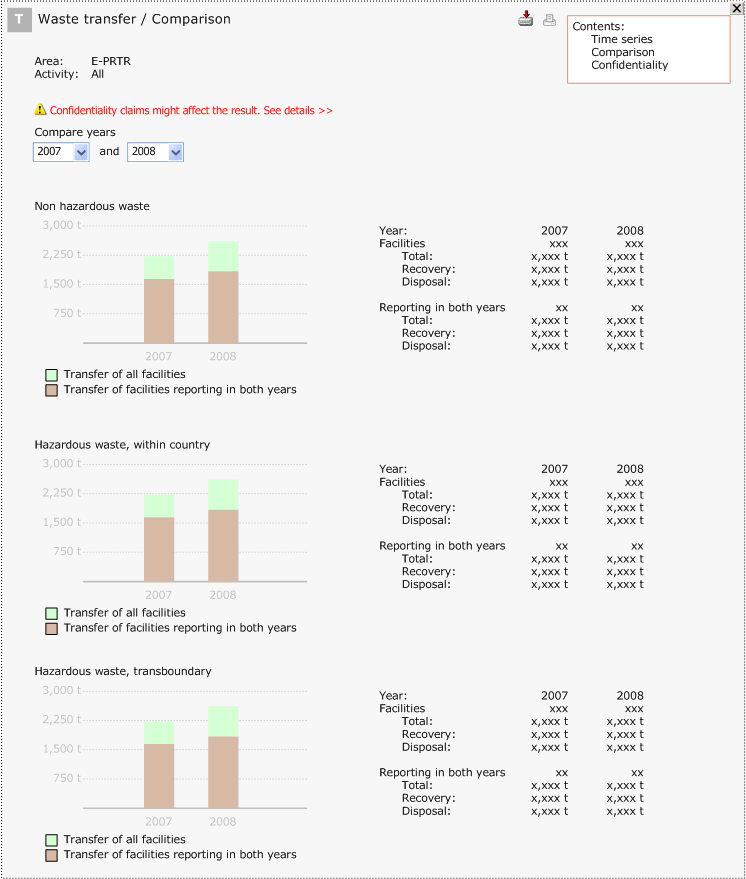 T Waste transfer / Comparison
Contents:
Time series
Comparison
Confidentiality
Area: E-PRTR
Activity: All
Confidentiality claims might affect the result. See details >>
Compare years
2007 and 2008
Non hazardous waste
3,000 t
2,250 t
1,500 t
750 t
2007 2008
Transfer of all facilities
Transfer of facilities reporting in both years
Year: 2007 2008
Facilities xxx xxx
Total: x,xxx t x,xxx t
Recovery: x,xxx t x,xxx t
Disposal: x,xxx t x,xxx t
Reporting in both years xx xx
Total: x,xxx t x,xxx t
Recovery: x,xxx t x,xxx t
Disposal: x,xxx t x,xxx t
Hazardous waste, within country
3,000 t
2,250 t
1,500 t
750 t
2007 2008
Transfer of all facilities
Transfer of facilities reporting in both years
Year: 2007 2008
Facilities xxx xxx
Total: x,xxx t x,xxx t
Recovery: x,xxx t x,xxx t
Disposal: x,xxx t x,xxx t
Reporting in both years xx xx
Total: x,xxx t x,xxx t
Recovery: x,xxx t x,xxx t
Disposal: x,xxx t x,xxx t
Hazardous waste, transboundary
3,000 t
2,250 t
1,500 t
750 t
2007 2008
Transfer of all facilities
Transfer of facilities reporting in both years
Year: 2007 2008
Facilities xxx xxx
Total: x,xxx t x,xxx t
Recovery: x,xxx t x,xxx t
Disposal: x,xxx t x,xxx t
Reporting in both years xx xx
Total: x,xxx t x,xxx t
Recovery: x,xxx t x,xxx t
Disposal: x,xxx t x,xxx t